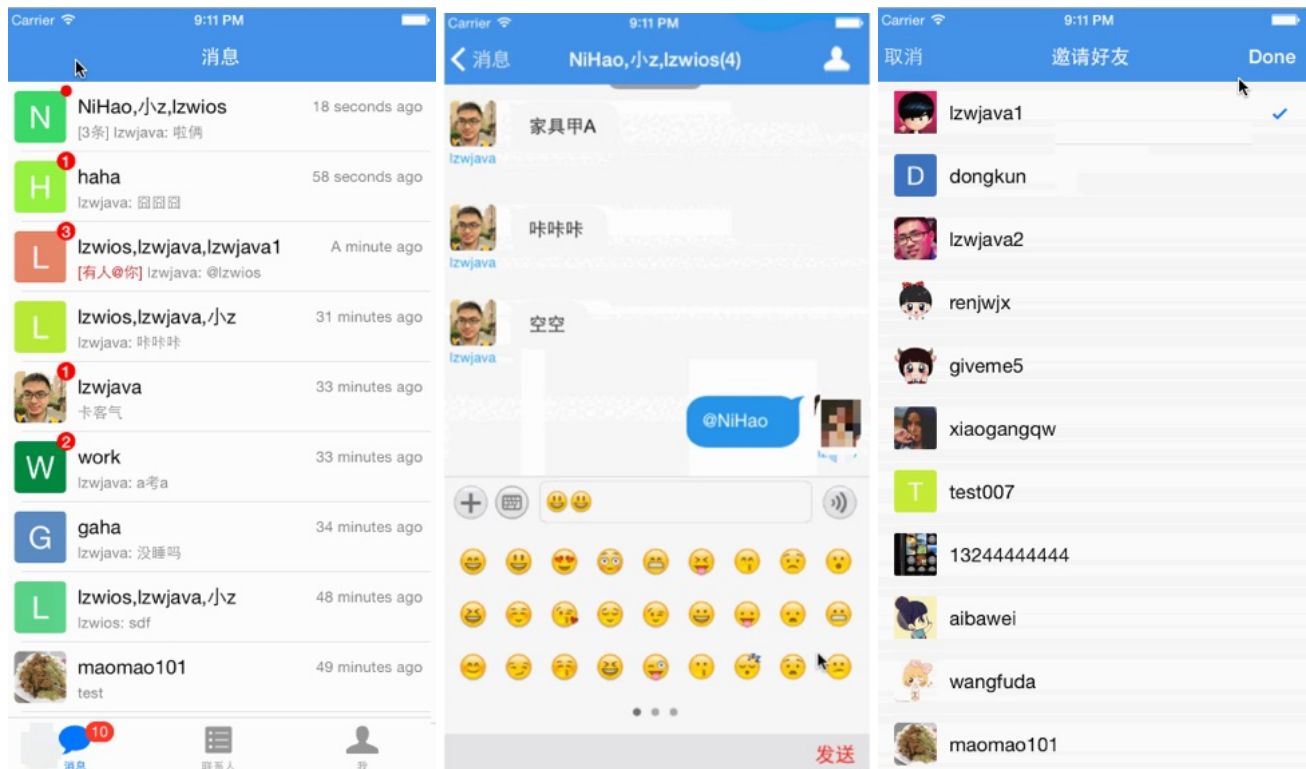 Carrier 9:11 PM
消息
N
NiHao,小z,lzwios 18 seconds ago
[3条] lzwjava: 啦俩
1
H
haha 58 seconds ago
lzwjava: 囧囧囧
3
L
lzwios,lzwjava,lzwjava1 A minute ago
[有人@你] lzwjava: @lzwios
L
lzwios,lzwjava,小z 31 minutes ago
lzwjava: 咔咔咔
1
lzwjava 33 minutes ago
卡客气
2
W
work 33 minutes ago
lzwjava: a考a
G
gaha 34 minutes ago
lzwjava: 没睡吗
L
lzwios,lzwjava,小z 48 minutes ago
lzwios: sdf
maomao101 49 minutes ago
test
10
消息 联系人 我
Carrier 9:11 PM
消息 NiHao,小z,lzwios(4)
家具甲A
lzwjava
咔咔咔
lzwjava
空空
lzwjava
@NiHao
发送
Carrier 9:11 PM
取消 邀请好友 Done
lzwjava1
D
dongkun
lzwjava2
renjwjx
giveme5
xiaogangqw
T
test007
13244444444
aibawei
wangfuda
maomao101